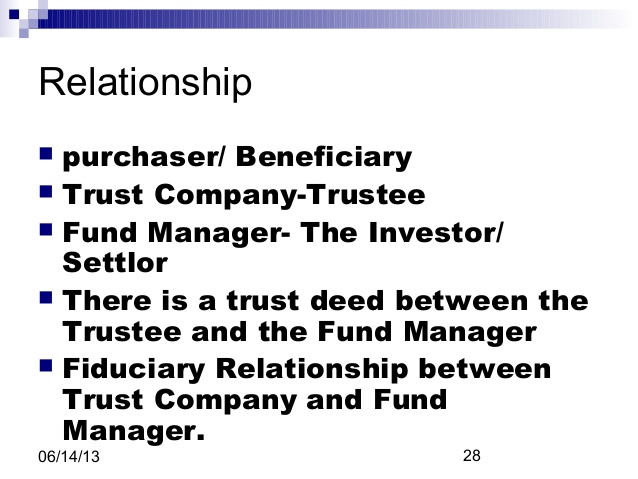 Relationship
purchaser/ Beneficiary
Trust Company-Trustee
Fund Manager- The Investor/
Settlor
There is a trust deed between the
Trustee and the Fund Manager
Fiduciary Relationship between
Trust Company and Fund
Manager.
06/14/13
28